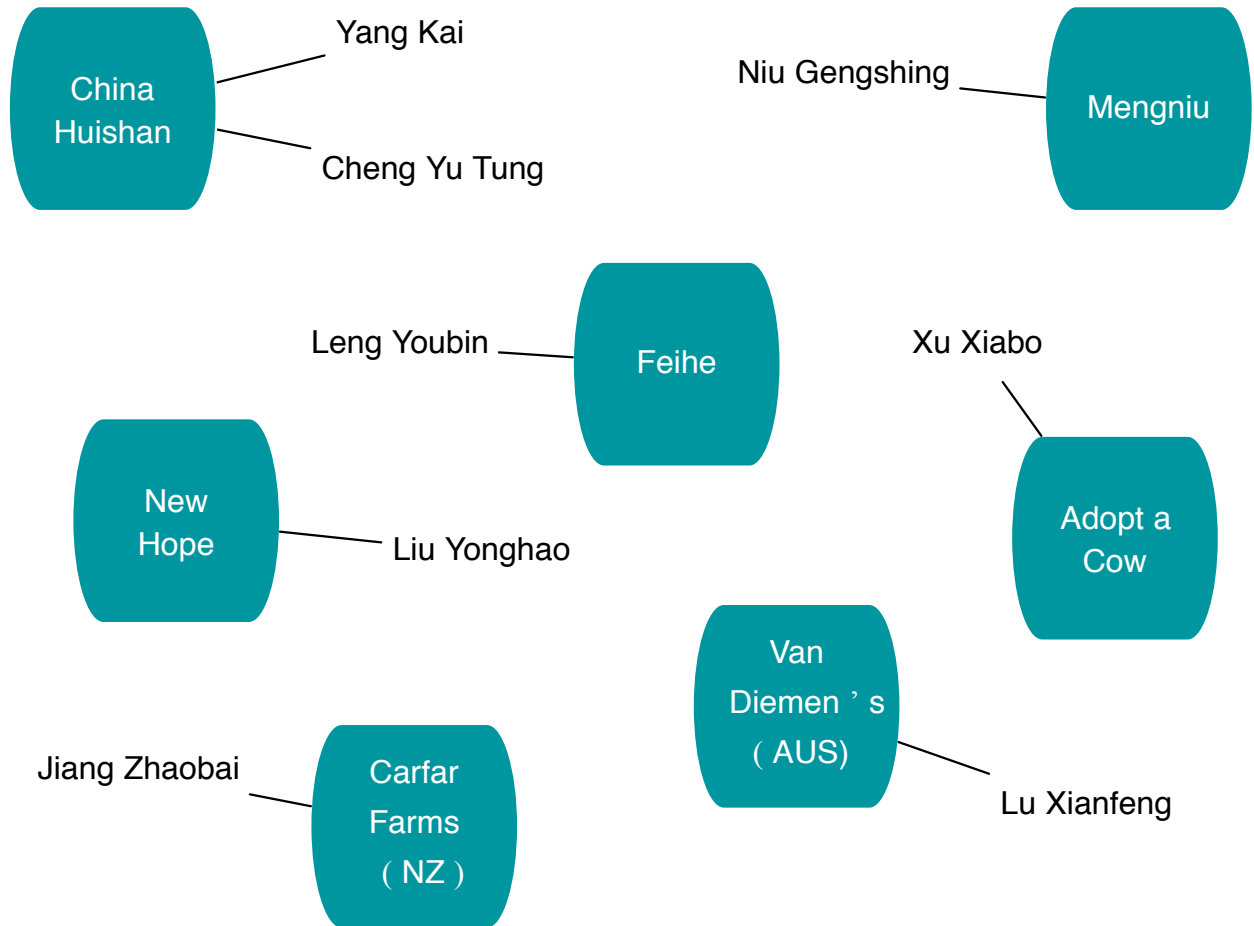 Yang Kai
China
Huishan
Cheng Yu Tung
Niu Gengshing
Mengniu
Leng Youbin
Feihe
Xu Xiabo
Adopt a
Cow
New
Hope
Liu Yonghao
Van
Diemen ’ s
( AUS)
Lu Xianfeng
Jiang Zhaobai
Carfar
Farms
( NZ )